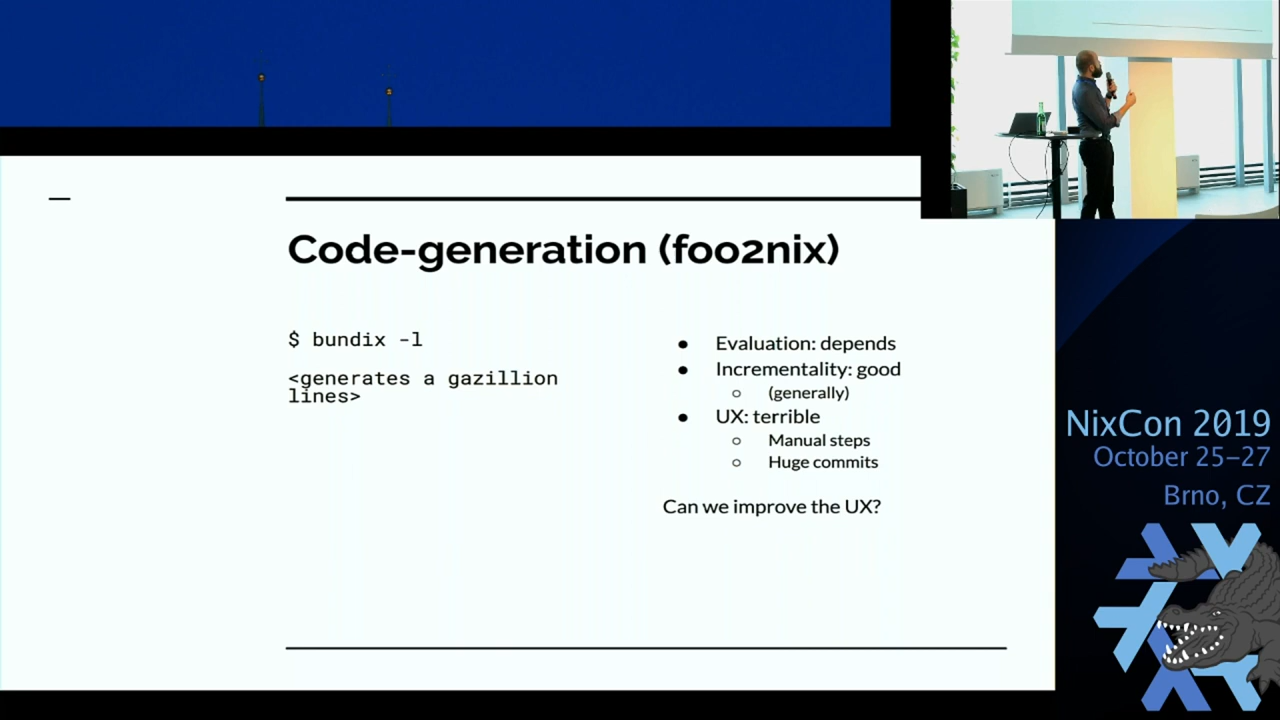 Code-generation (foo2nix)
$ bundix -l
<generates a gazillion
lines>
● Evaluation: depends
● Incrementality: good
○ (generally)
● UX: terrible
○ Manual steps
○ Huge commits
Can we improve the UX?
NixCon 2019
October 25–27
Brno, CZ